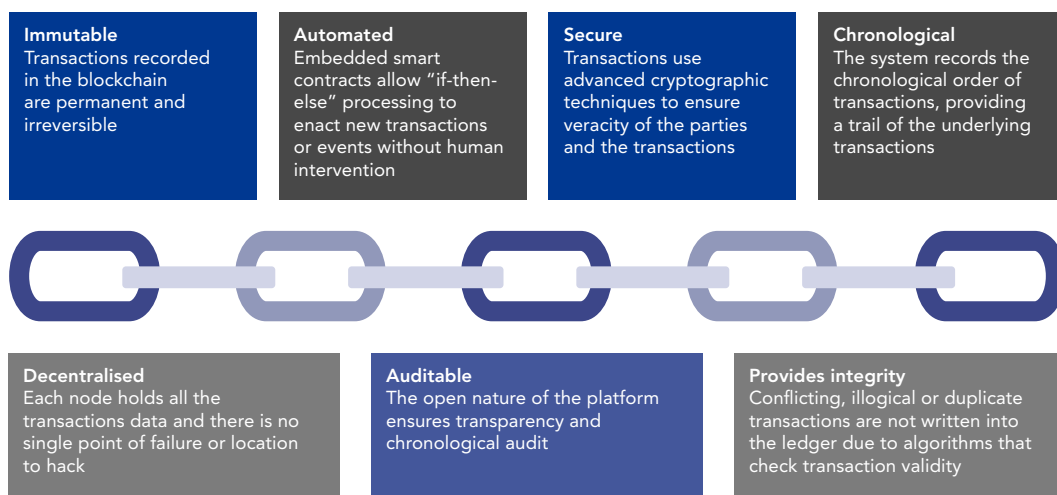 Immutable
Transactions recorded
in the blockchain
are permanent and
irreversible
Automated
Embedded smart
contracts allow “if-then-
else” processing to
enact new transactions
or events without human
intervention
Secure
Transactions use
advanced cryptographic
techniques to ensure
veracity of the parties
and the transactions
Chronological
The system records the
chronological order of
transactions, providing
a trail of the underlying
transactions
Decentralised
Each node holds all the
transactions data and there is no
single point of failure or location
to hack
Auditable
The open nature of the platform
ensures transparency and
chronological audit
Provides integrity
Conflicting, illogical or duplicate
transactions are not written into
the ledger due to algorithms that
check transaction validity